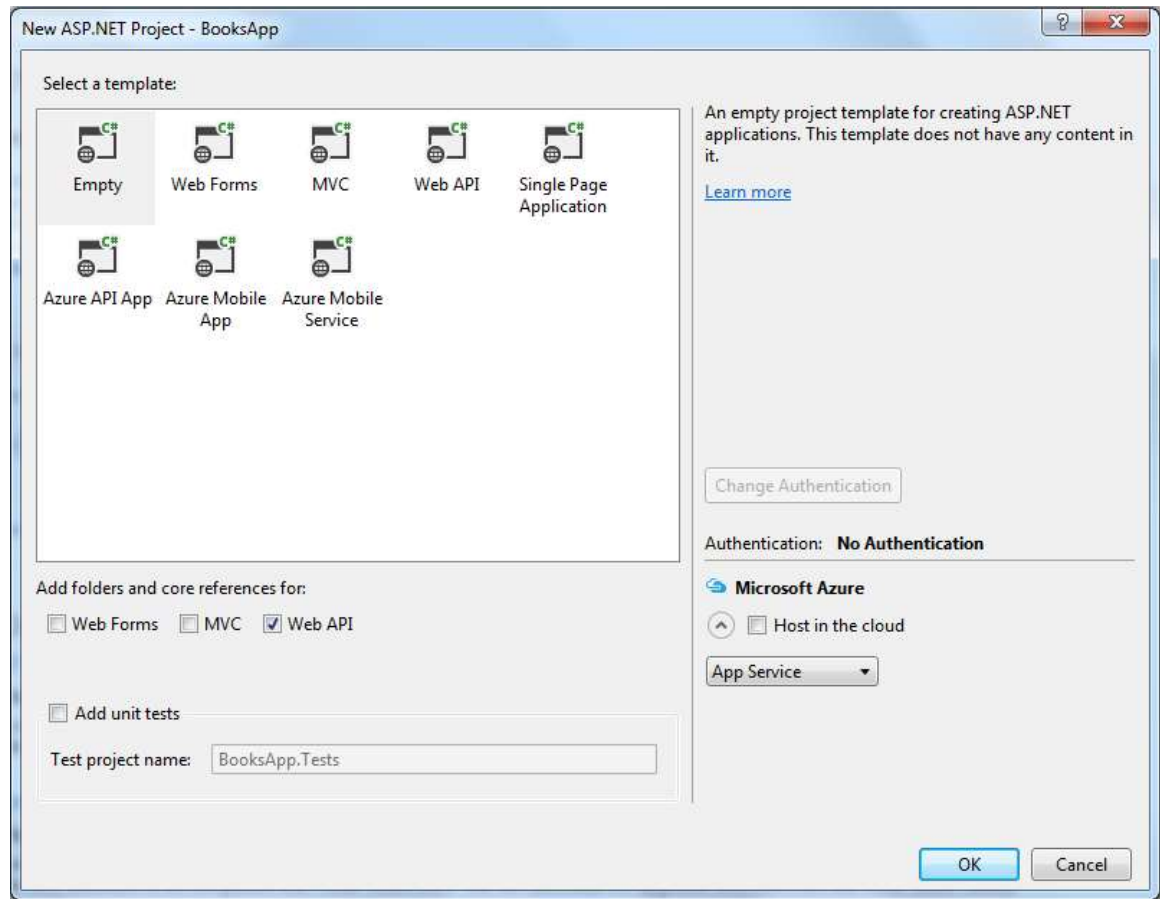 New ASP.NET Project - BooksApp
?
X
Select a template:
C# C# C# C# C#
Empty Web Forms MVC Web API Single Page
Application
C# C# C#
Azure API App Azure Mobile Azure Mobile
App Service
An empty project template for creating ASP.NET
applications. This template does not have any content in
it.
Learn more
Change Authentication
Authentication: No Authentication
Microsoft Azure
Host in the cloud
App Service
Add folders and core references for:
Web Forms MVC Web API
Add unit tests
Test project name: BooksApp.Tests
OK Cancel